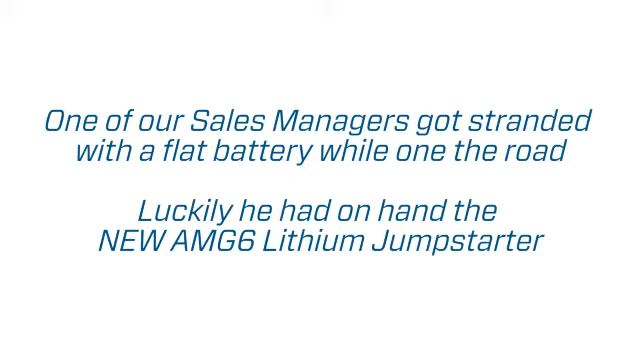 One of our Sales Managers got stranded
with a flat battery while one the road
Luckily he had on hand the
NEW AMG6 Lithium Jumpstarter